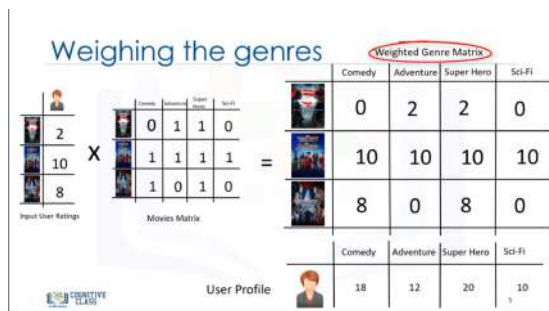 Weighing the genres
Weighted Genre Matrix
Comedy Adventure Super Hero Sci-Fi
0 2 2 0
10 10 10 10
8 0 8 0
2
10
8
Input User Ratings
X
Comedy Adventure Super Hero Sci-Fi
0 1 1 0
1 1 1 1
1 0 1 0
Movies Matrix
=
Comedy Adventure Super Hero Sci-Fi
User Profile
18 12 20 10
5
COGNITIVE
CLASS